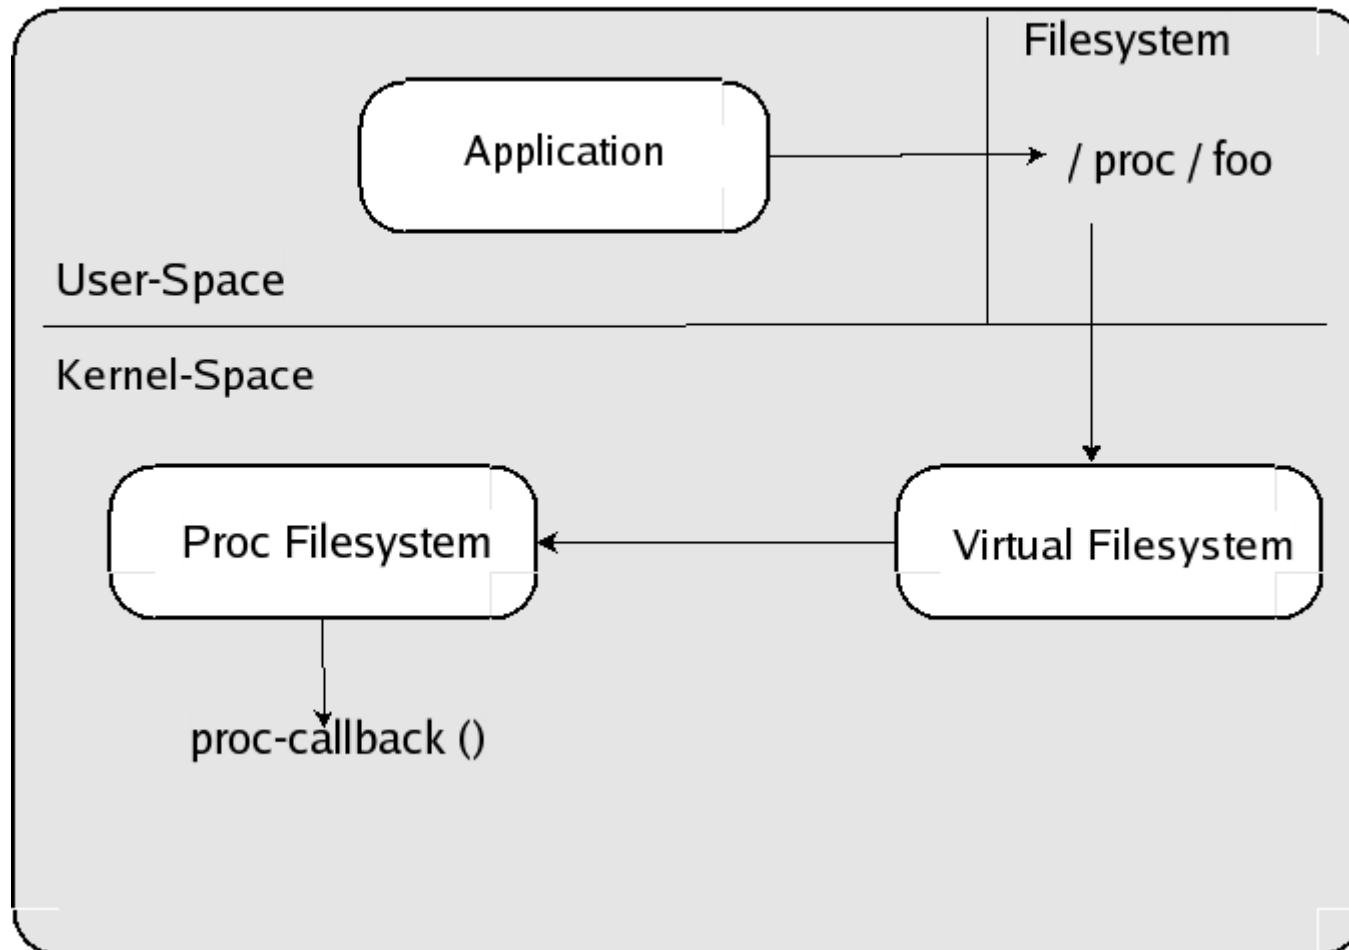 Filesystem
Application
/ proc / foo
User-Space
Kernel-Space
Proc Filesystem
Virtual Filesystem
proc-callback ()